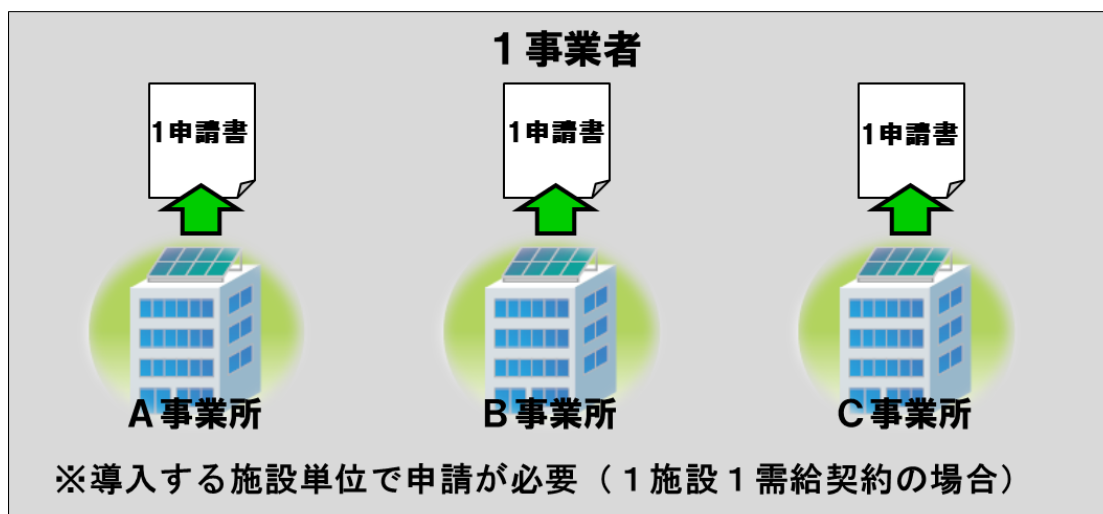 １事業者
1申請書
1申請書
1申請書
Ａ事業所
Ｂ事業所
Ｃ事業所
※導入する施設単位で申請が必要（１施設１需給契約の場合）